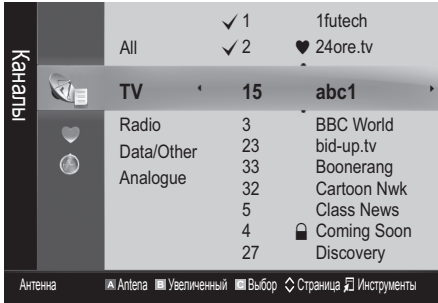 Каналы
1 1futech
All 2 24ore.tv
TV 15 abc1
Radio 3 BBC World
Data/Other 23 bid-up.tv
Analogue 33 Boonerang
32 Cartoon Nwk
5 Class News
4 Coming Soon
27 Discovery
Антенна A Antena B Увеличенный C Выбор Страница Инструменты